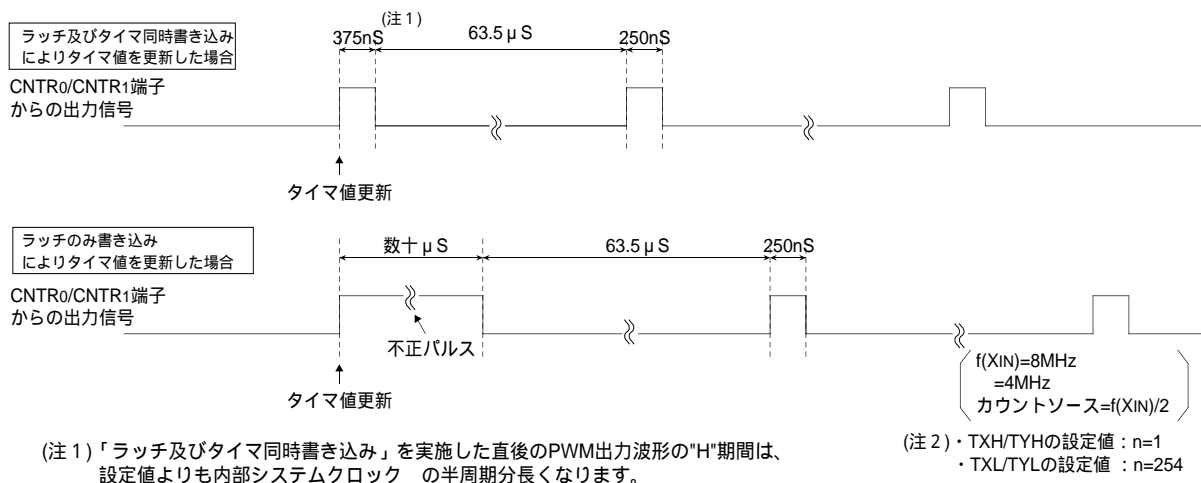 (注1)
ラッチ及びタイマ同時書き込み
によりタイマ値を更新した場合
375nS
63.5μS
250nS
CNTR0/CNTR1端子
からの出力信号
タイマ値更新
ラッチのみ書き込み
によりタイマ値を更新した場合
数十μS
63.5μS
250nS
CNTR0/CNTR1端子
からの出力信号
不正パルス
タイマ値更新
f(XIN)=8MHz
=4MHz
カウントソース=f(XIN)/2
(注1)「ラッチ及びタイマ同時書き込み」を実施した直後のPWM出力波形の"H"期間は、
設定値よりも内部システムクロック の半周期分長くなります。
(注2)・TXH/TYHの設定値:n=1
・TXL/TYLの設定値 :n=254